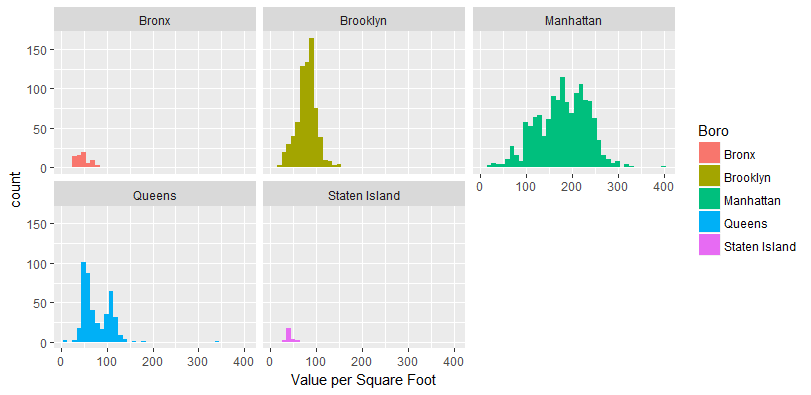 Bronx
Brooklyn
Manhattan
count
150
100
50
0
0 100 200 300 400
Queens
Staten Island
150
100
50
0
0 100 200 300 400
0 100 200 300 400
Value per Square Foot
Boro
Bronx
Brooklyn
Manhattan
Queens
Staten Island